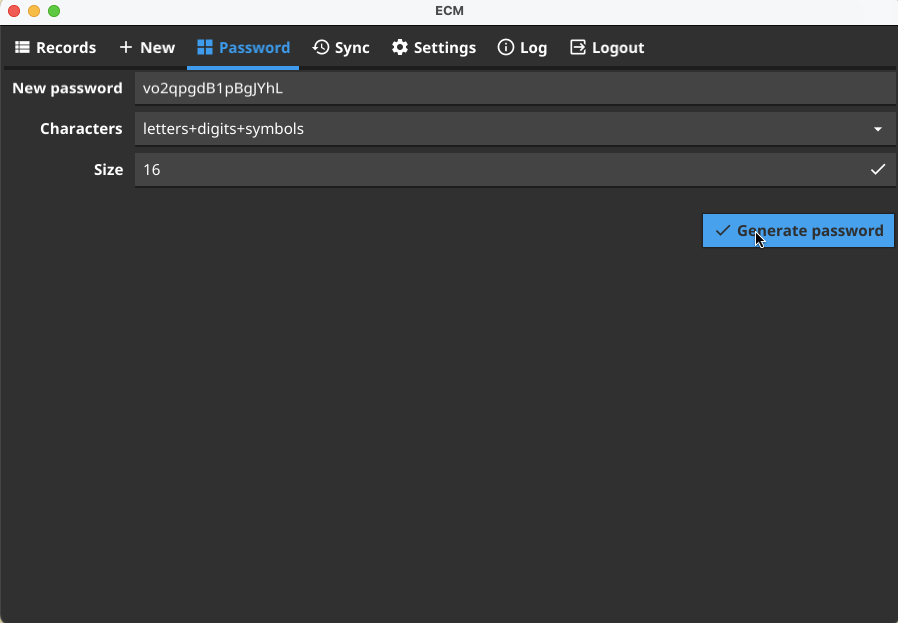 ECM
Records New Password Sync Settings Log Logout
New password vo2qpgdB1pBgJYhL
Characters letters+digits+symbols
Size 16
Generate password